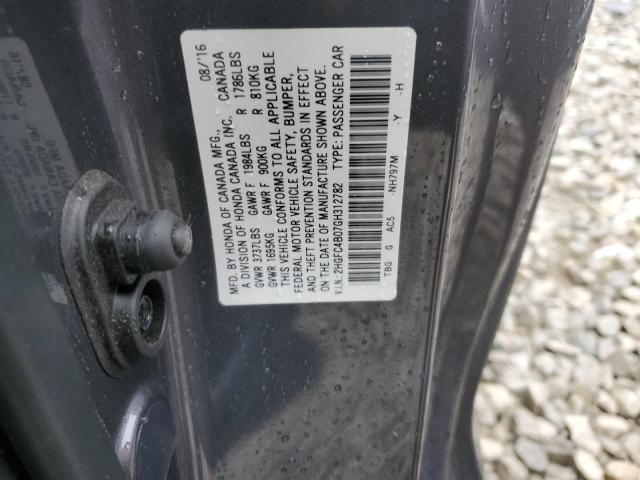 MFD. BY HONDA OF CANADA MFG., 08/'16
A DIVISION OF HONDA CANADA INC. CANADA
GVWR 3737LBS GAWR F 1984LBS R 1786LBS
GVWR 1695KG GAWR F 900KG R 810KG
THIS VEHICLE CONFORMS TO ALL APPLICABLE
FEDERAL MOTOR VEHICLE SAFETY, BUMPER,
AND THEFT PREVENTION STANDARDS IN EFFECT
ON THE DATE OF MANUFACTURE SHOWN ABOVE.
V.I.N.: 2HGFC4B07GH312782 TYPE: PASSENGER CAR
TBG G AC5 NH797M -Y -H